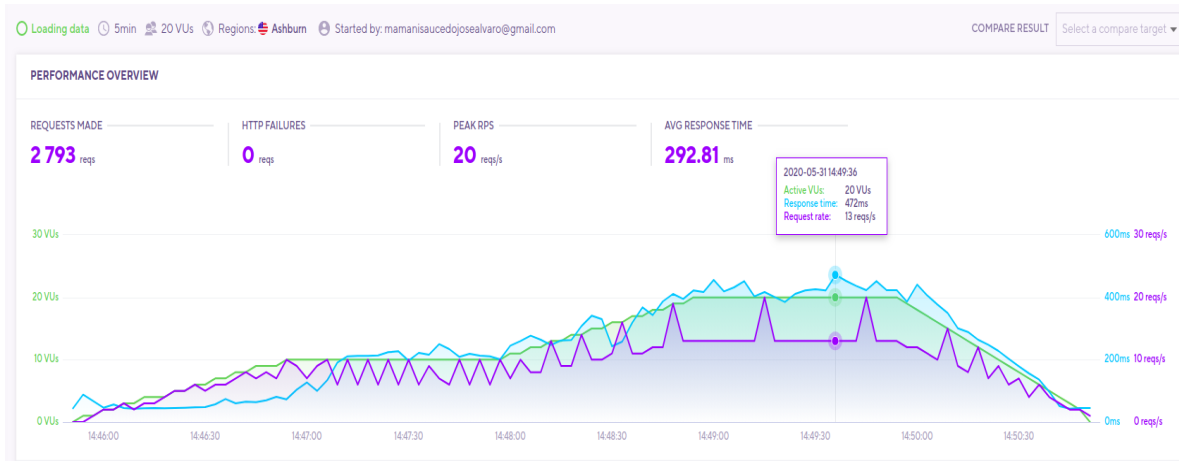 Loading data 5min 20 VUs Regions: Ashburn Started by: mamanisaucedojosealvaro@gmail.com COMPARE RESULT Select a compare target
PERFORMANCE OVERVIEW
REQUESTS MADE HTTP FAILURES PEAK RPS AVG RESPONSE TIME
2 793 reqs 0 reqs 20 reqs/s 292.81 ms
2020-05-31 14:49:36
Active VUs: 20 VUs
Response time: 472ms
Request rate: 13 reqs/s
30 VUs 600ms 30 reqs/s
20 VUs 400ms 20 reqs/s
10 VUs 200ms 10 reqs/s
0 VUs 0ms 0 reqs/s
14:46:00 14:46:30 14:47:00 14:47:30 14:48:00 14:48:30 14:49:00 14:49:30 14:50:00 14:50:30